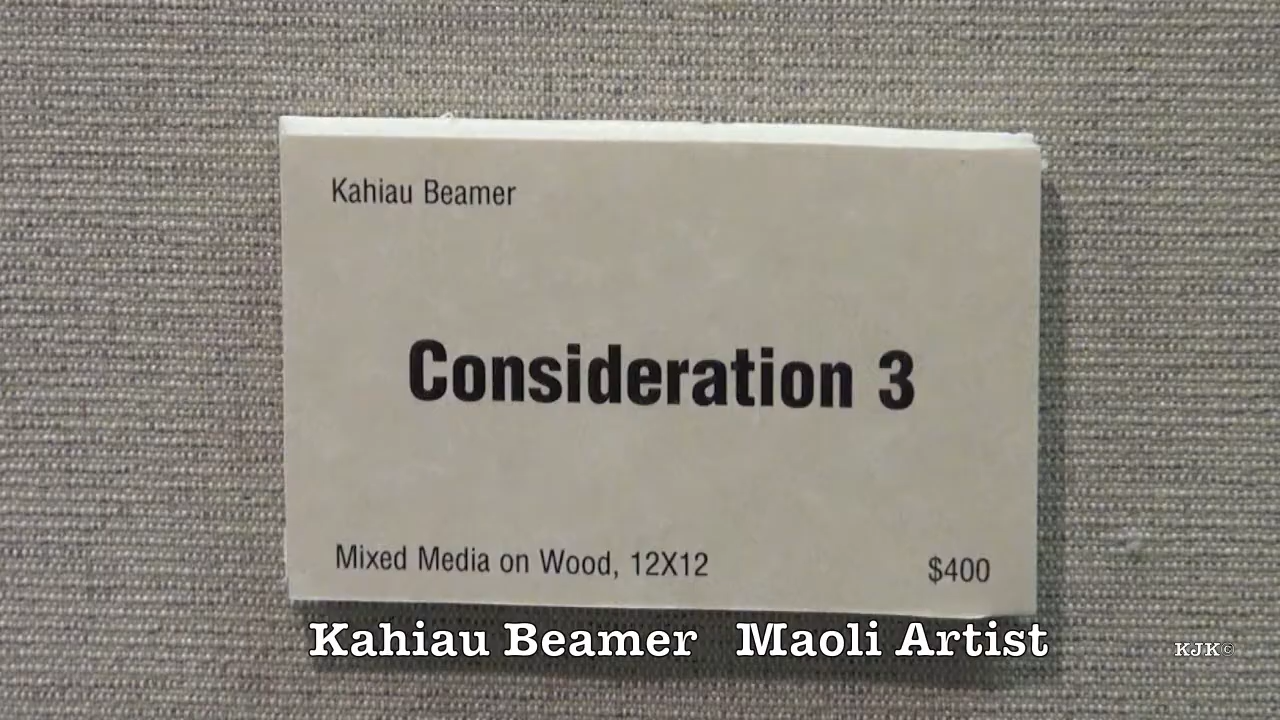 Kahiau Beamer
Consideration 3
Mixed Media on Wood, 12X12 $400
Kahiau Beamer Maoli Artist
KJK©